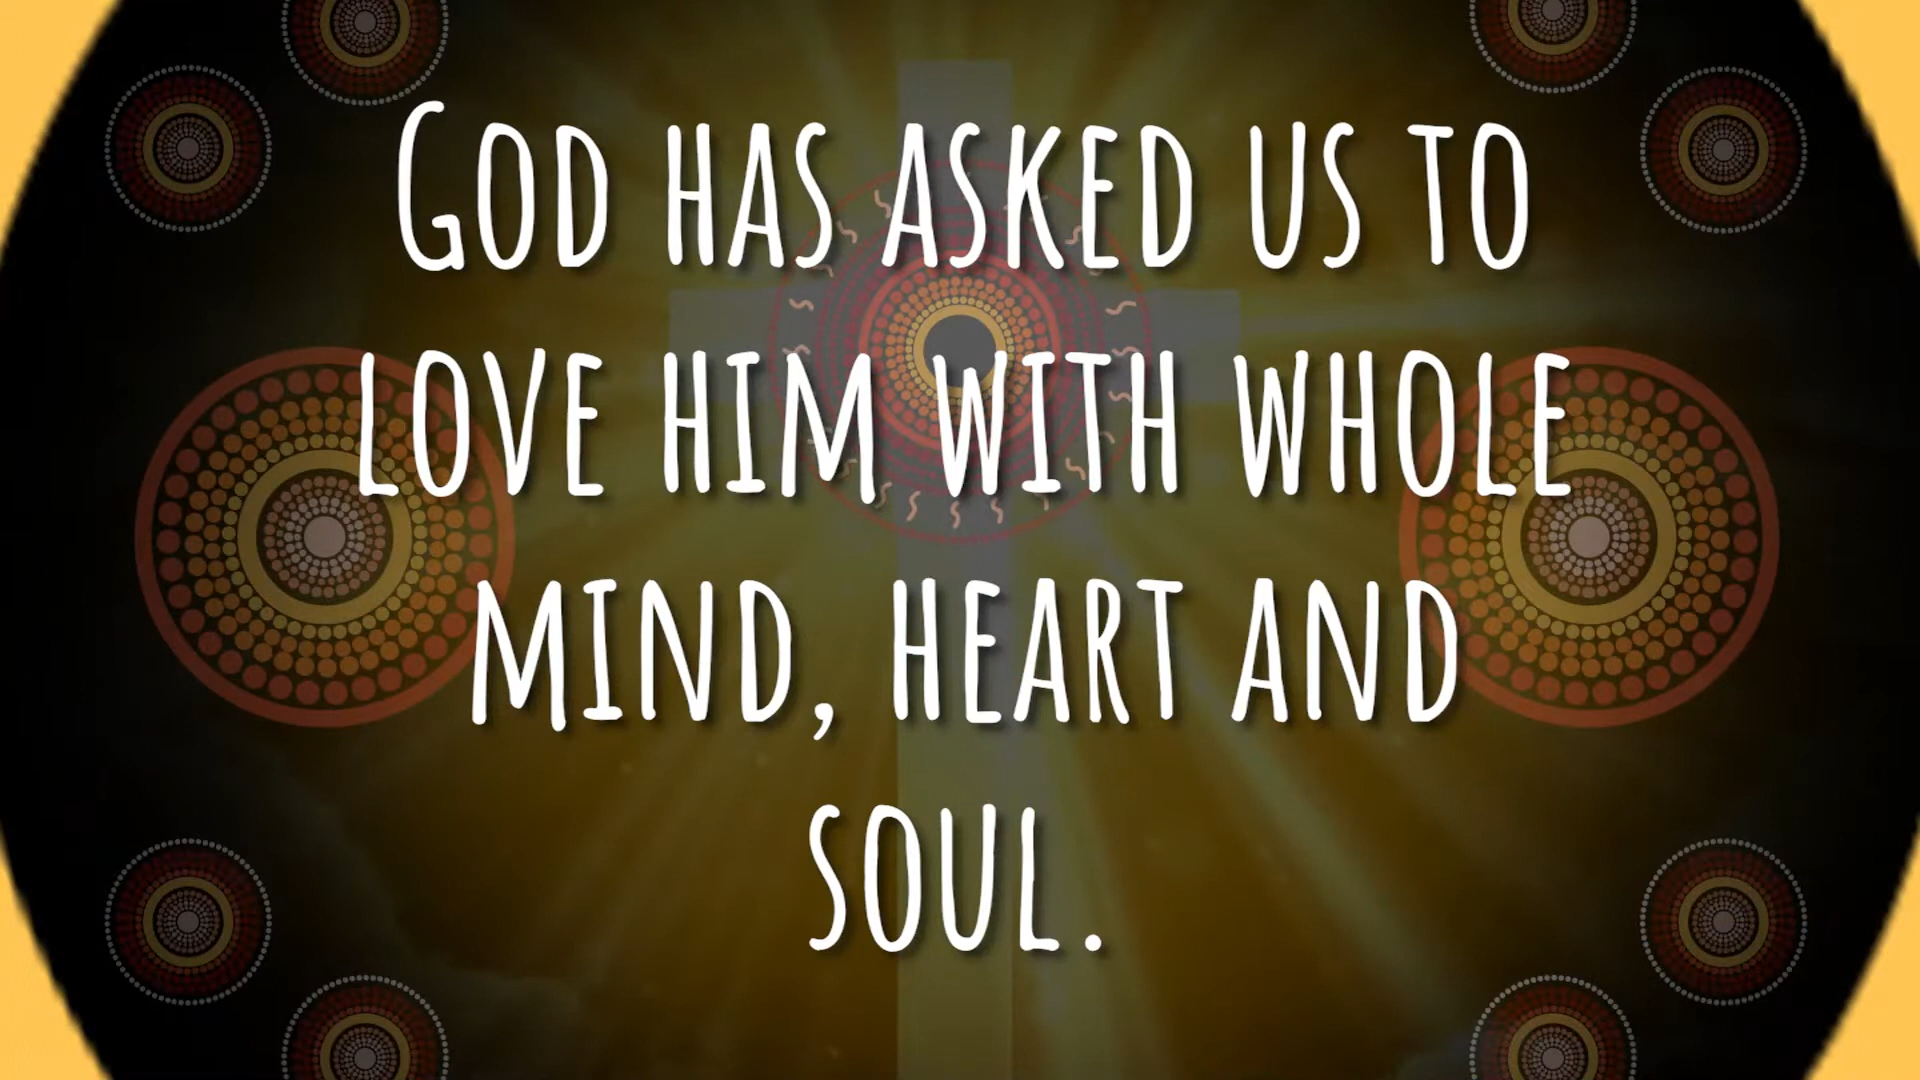 God has asked us to
love him with whole
mind, heart and
soul.